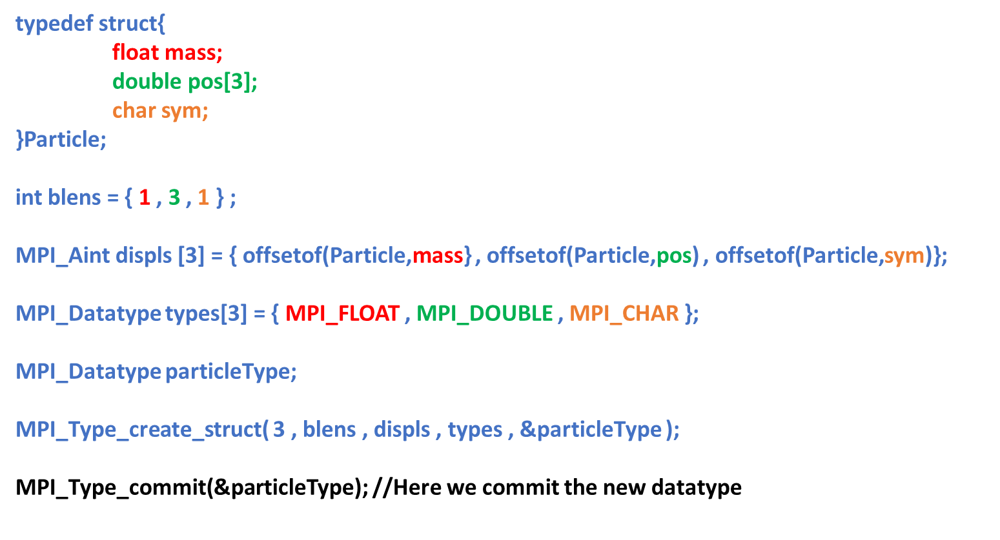 typedef struct{
float mass;
double pos[3];
char sym;
}Particle;
int blens = { 1 , 3 , 1 } ;
MPI_Aint displs [3] = { offsetof(Particle,mass} , offsetof(Particle,pos) , offsetof(Particle,sym)};
MPI_Datatype types[3] = { MPI_FLOAT , MPI_DOUBLE , MPI_CHAR };
MPI_Datatype particleType;
MPI_Type_create_struct( 3 , blens , displs , types , &particleType );
MPI_Type_commit(&particleType); //Here we commit the new datatype